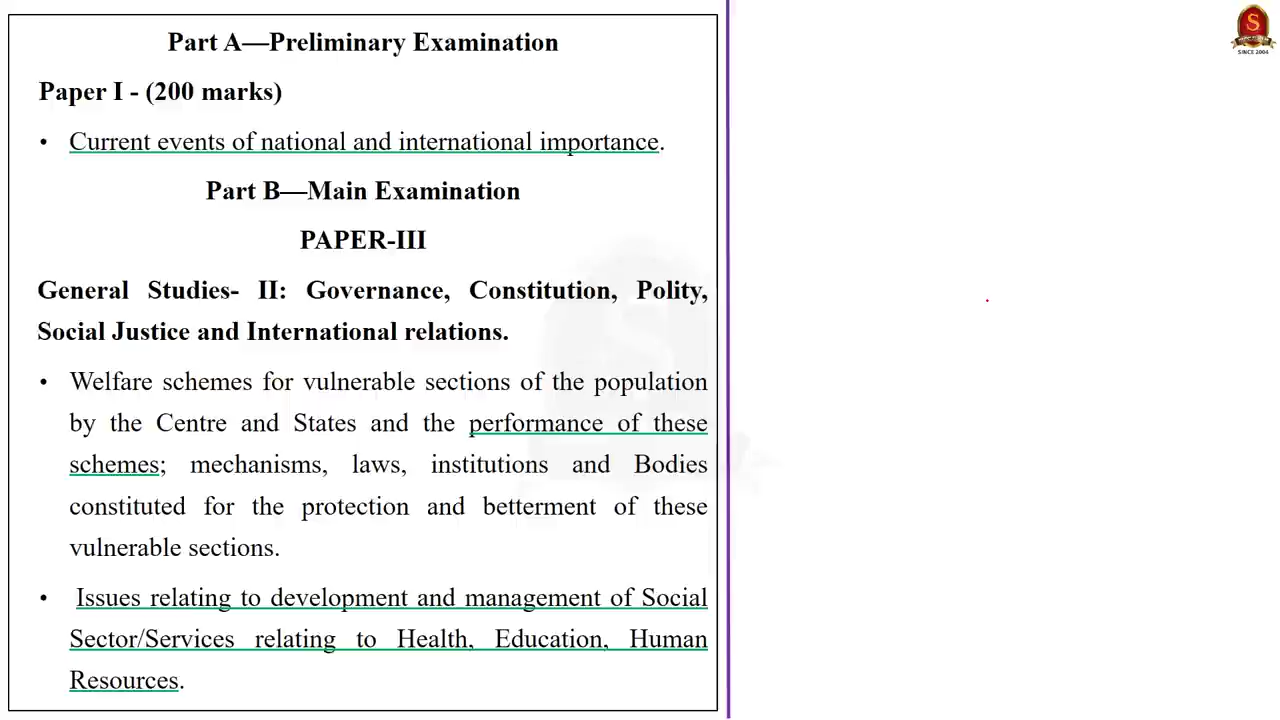 Part A—Preliminary Examination
Paper I - (200 marks)
• Current events of national and international importance.
Part B—Main Examination
PAPER-III
General Studies- II: Governance, Constitution, Polity,
Social Justice and International relations.
• Welfare schemes for vulnerable sections of the population
by the Centre and States and the performance of these
schemes; mechanisms, laws, institutions and Bodies
constituted for the protection and betterment of these
vulnerable sections.
• Issues relating to development and management of Social
Sector/Services relating to Health, Education, Human
Resources.
S
SINCE 2004